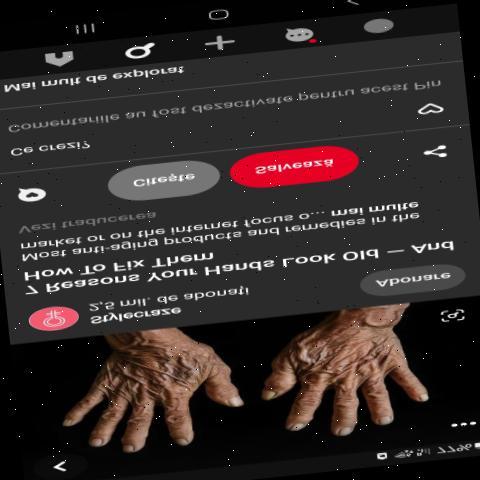 77%
Stylecraze
2,5 mil. de abonați
Abonare
7 Reasons Your Hands Look Old — And
How To Fix Them
Most anti-aging products and remedies in the
market or on the internet focus o... mai multe
Vezi traducerea
Citește
Salvează
Ce crezi?
Comentariile au fost dezactivate pentru acest Pin
Mai mult de explorat